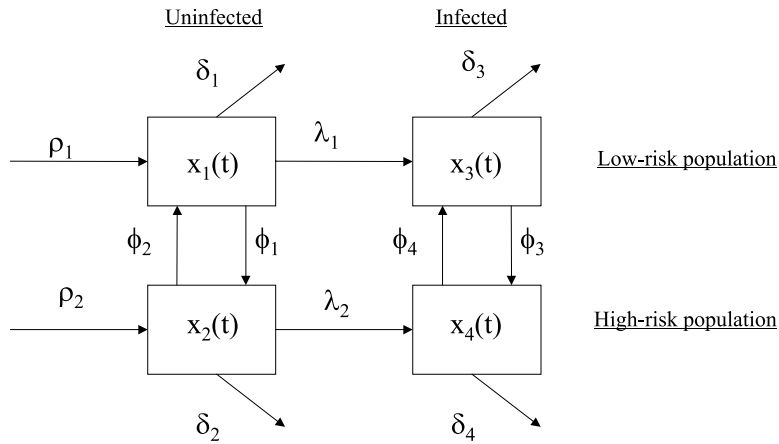 Uninfected Infected
δ1 δ3
ρ1 x1(t) λ1 x3(t) Low-risk population
ϕ2 ϕ1 ϕ4 ϕ3
ρ2 x2(t) λ2 x4(t) High-risk population
δ2 δ4